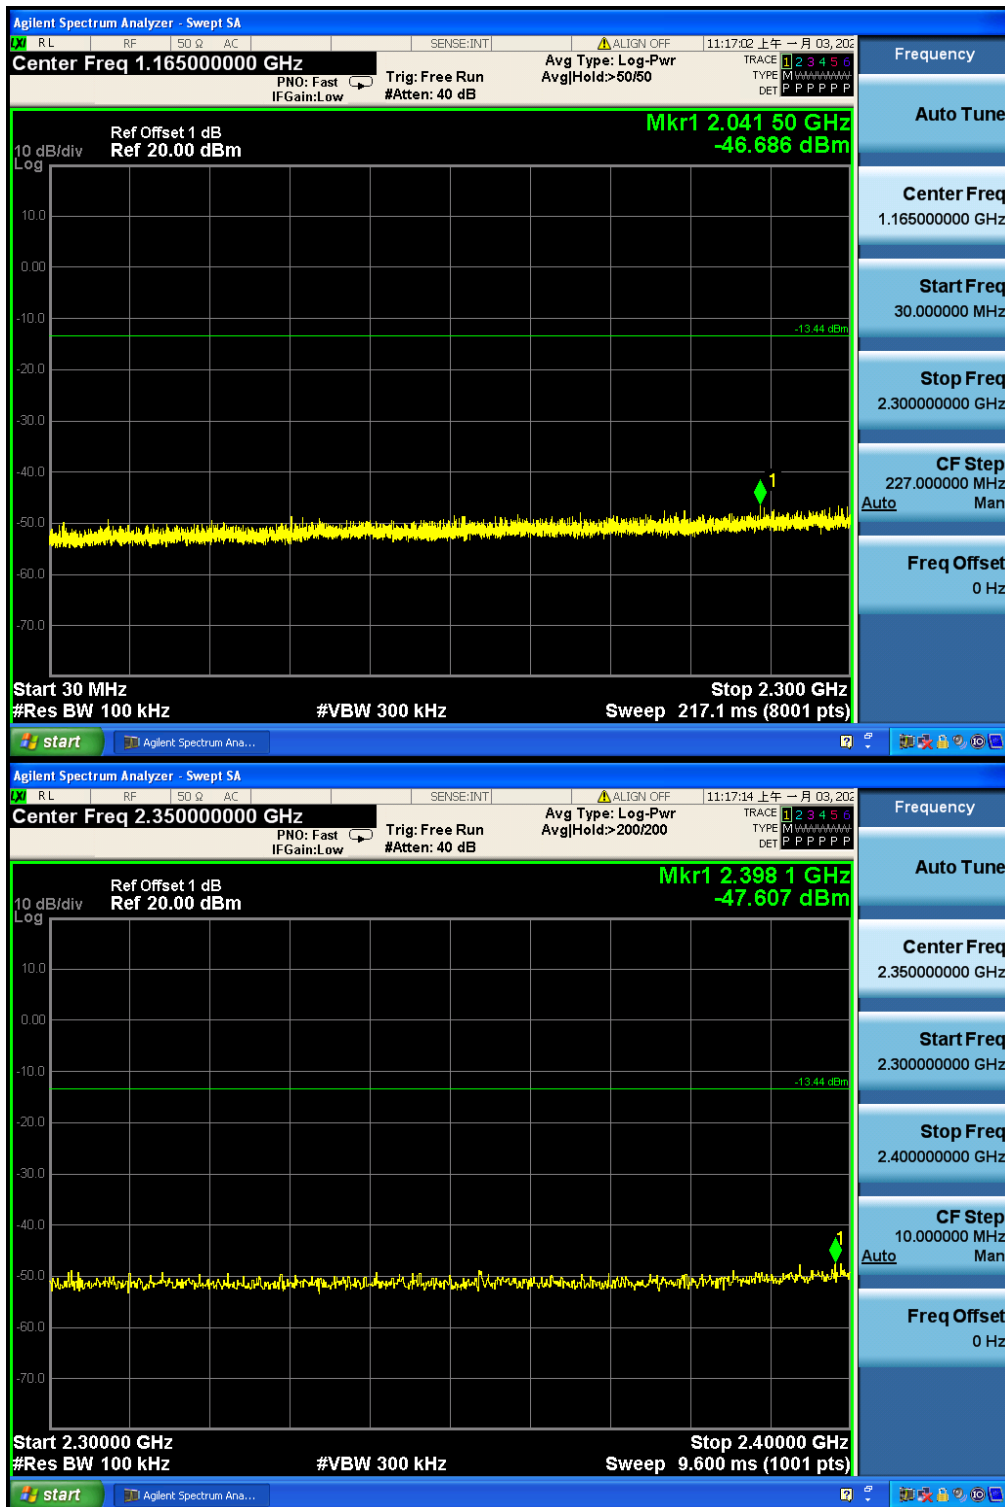 Agilent Spectrum Analyzer - Swept SA
LXI RL RF 50 Ω AC SENSE:INT ALIGN OFF 11:17:02 上午 一月 03, 202
Center Freq 1.165000000 GHz
PNO: Fast
IFGain:Low
Trig: Free Run
#Atten: 40 dB
Avg Type: Log-Pwr
Avg|Hold:>50/50
TRACE 1 2 3 4 5 6
TYPE M
DET P P P P P P
Mkr1 2.041 50 GHz
-46.686 dBm
Ref Offset 1 dB
10 dB/div Ref 20.00 dBm
Log
10.0
0.00
-10.0
-13.44 dBm
-20.0
-30.0
-40.0
1
-50.0
-60.0
-70.0
Start 30 MHz Stop 2.300 GHz
#Res BW 100 kHz #VBW 300 kHz Sweep 217.1 ms (8001 pts)
Frequency
Auto Tune
Center Freq
1.165000000 GHz
Start Freq
30.000000 MHz
Stop Freq
2.300000000 GHz
CF Step
227.000000 MHz
Auto Man
Freq Offset
0 Hz
start Agilent Spectrum Ana...
Agilent Spectrum Analyzer - Swept SA
LXI RL RF 50 Ω AC SENSE:INT ALIGN OFF 11:17:14 上午 一月 03, 202
Center Freq 2.350000000 GHz
PNO: Fast
IFGain:Low
Trig: Free Run
#Atten: 40 dB
Avg Type: Log-Pwr
Avg|Hold:>200/200
TRACE 1 2 3 4 5 6
TYPE M
DET P P P P P P
Mkr1 2.398 1 GHz
-47.607 dBm
Ref Offset 1 dB
10 dB/div Ref 20.00 dBm
Log
10.0
0.00
-10.0
-13.44 dBm
-20.0
-30.0
-40.0
1
-50.0
-60.0
-70.0
Start 2.30000 GHz Stop 2.40000 GHz
#Res BW 100 kHz #VBW 300 kHz Sweep 9.600 ms (1001 pts)
Frequency
Auto Tune
Center Freq
2.350000000 GHz
Start Freq
2.300000000 GHz
Stop Freq
2.400000000 GHz
CF Step
10.000000 MHz
Auto Man
Freq Offset
0 Hz
start Agilent Spectrum Ana...